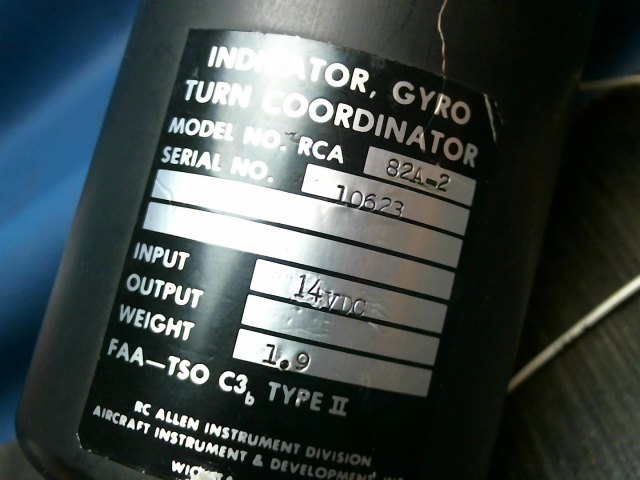 INDICATOR, GYRO
TURN COORDINATOR
MODEL NO. RCA 82A-2
SERIAL NO. 10623
INPUT 14VDC
OUTPUT
WEIGHT 1.9
FAA—TSO C3b TYPE II
RC ALLEN INSTRUMENT DIVISION
AIRCRAFT INSTRUMENT & DEVELOPMENT